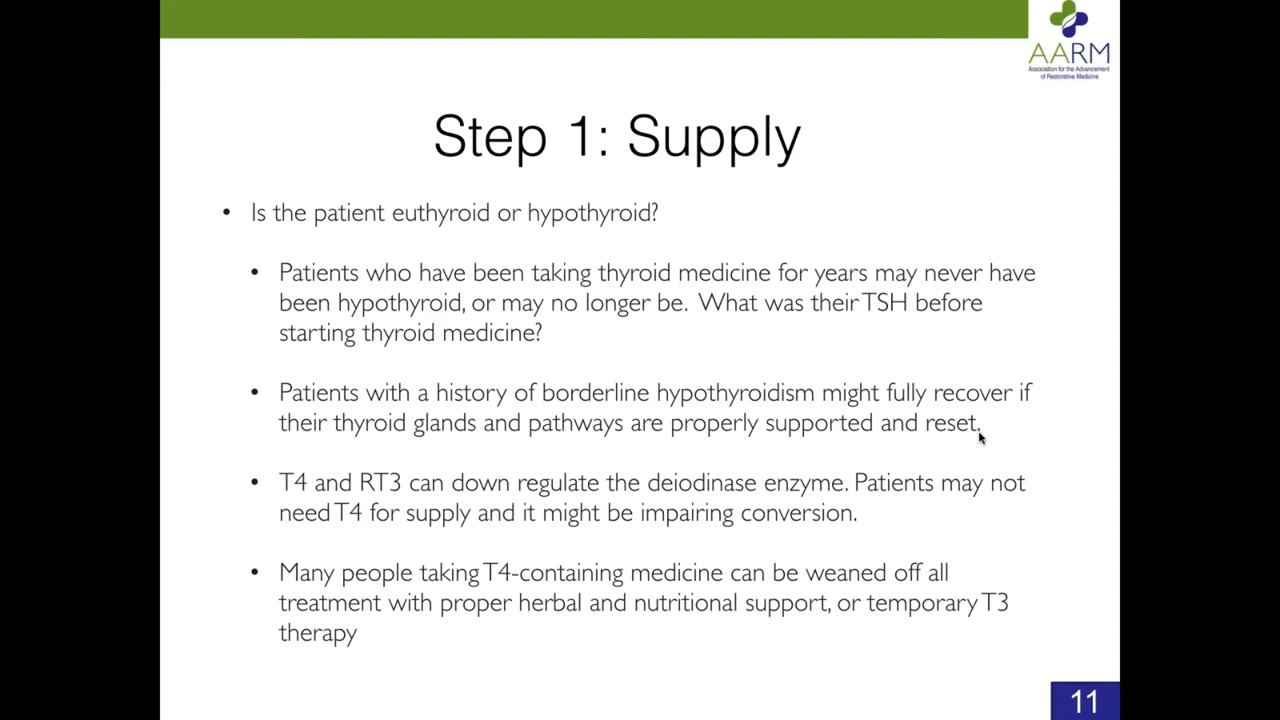 AARM
Association for the Advancement
of Restorative Medicine
Step 1: Supply
• Is the patient euthyroid or hypothyroid?
• Patients who have been taking thyroid medicine for years may never have
been hypothyroid, or may no longer be. What was their TSH before
starting thyroid medicine?
• Patients with a history of borderline hypothyroidism might fully recover if
their thyroid glands and pathways are properly supported and reset.
• T4 and RT3 can down regulate the deiodinase enzyme. Patients may not
need T4 for supply and it might be impairing conversion.
• Many people taking T4-containing medicine can be weaned off all
treatment with proper herbal and nutritional support, or temporary T3
therapy
11